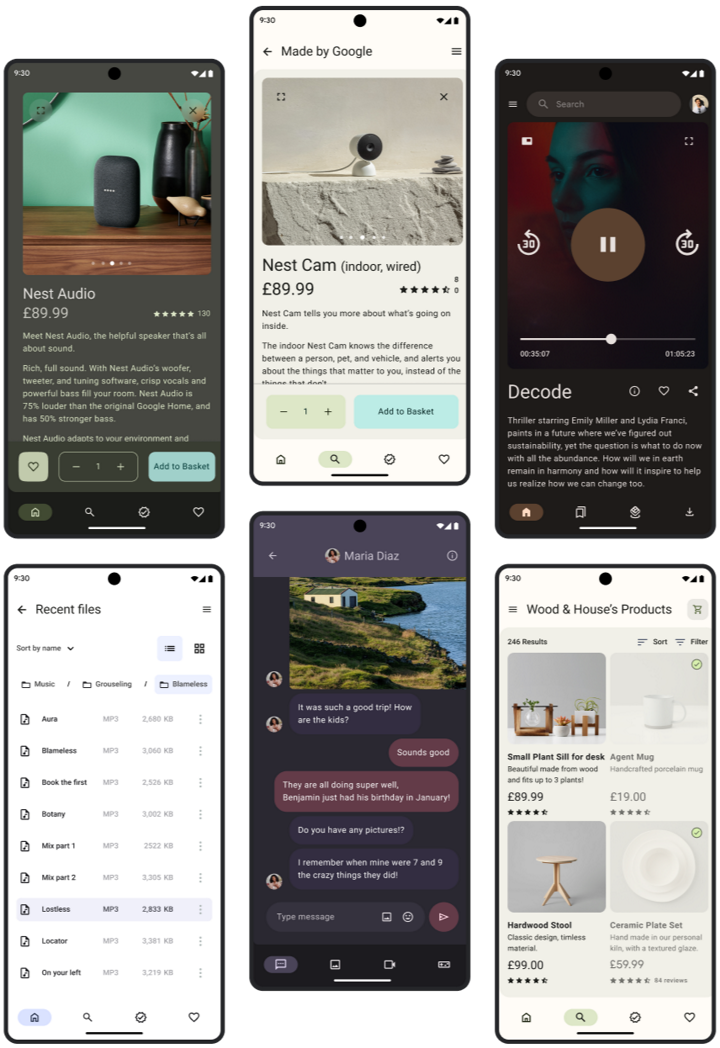 9:30
Made by Google
Nest Cam (indoor, wired)
£89.99
8
0
Nest Cam tells you more about what's going on
inside.
The indoor Nest Cam knows the difference
between a person, pet, and vehicle, and alerts you
about the things that matter to you, instead of the
things that don't
1
Add to Basket
9:30
Nest Audio
£89.99
130
Meet Nest Audio, the helpful speaker that's all
about sound.
Rich, full sound. With Nest Audio's woofer,
tweeter, and tuning software, crisp vocals and
powerful bass fill your room. Nest Audio is
75% louder than the original Google Home, and
has 50% stronger bass.
Nest Audio adapts to your environment and
1
Add to Basket
9:30
Search
30
30
00:35:07
01:05:23
Decode
Thriller starring Emily Miller and Lydia Franci,
paints in a future where we've figured out
sustainability, yet the question is what to do now
with all the abundance. How will we in earth
remain in harmony and how will it inspire to help
us realize how we can change too.
9:30
Recent files
Sort by name
Music / Grouseling / Blameless
Aura MP3 2,680 KB
Blameless MP3 3,060 KB
Book the first MP3 2,526 KB
Botany MP3 3,002 KB
Mix part 1 MP3 2522 KB
Mix part 2 MP3 3,305 KB
Lostless MP3 2,833 KB
Locator MP3 3,381 KB
On your left MP3 3,219 KB
9:30
Maria Diaz
It was such a good trip! How
are the kids?
Sounds good
They are all doing super well,
Benjamin just had his birthday in January!
Do you have any pictures!?
I remember when mine were 7 and 9
the crazy things they did!
Type message
9:30
Wood & House's Products
246 Results
Sort
Filter
Small Plant Sill for desk
Beautiful made from wood
and fits up to 3 plants!
£89.99
Agent Mug
Handcrafted porcelain mug
£19.00
Hardwood Stool
Classic design, timless
material.
£99.00
Ceramic Plate Set
Hand made in our personal
kiln, with a textured glaze.
£59.99
84 reviews